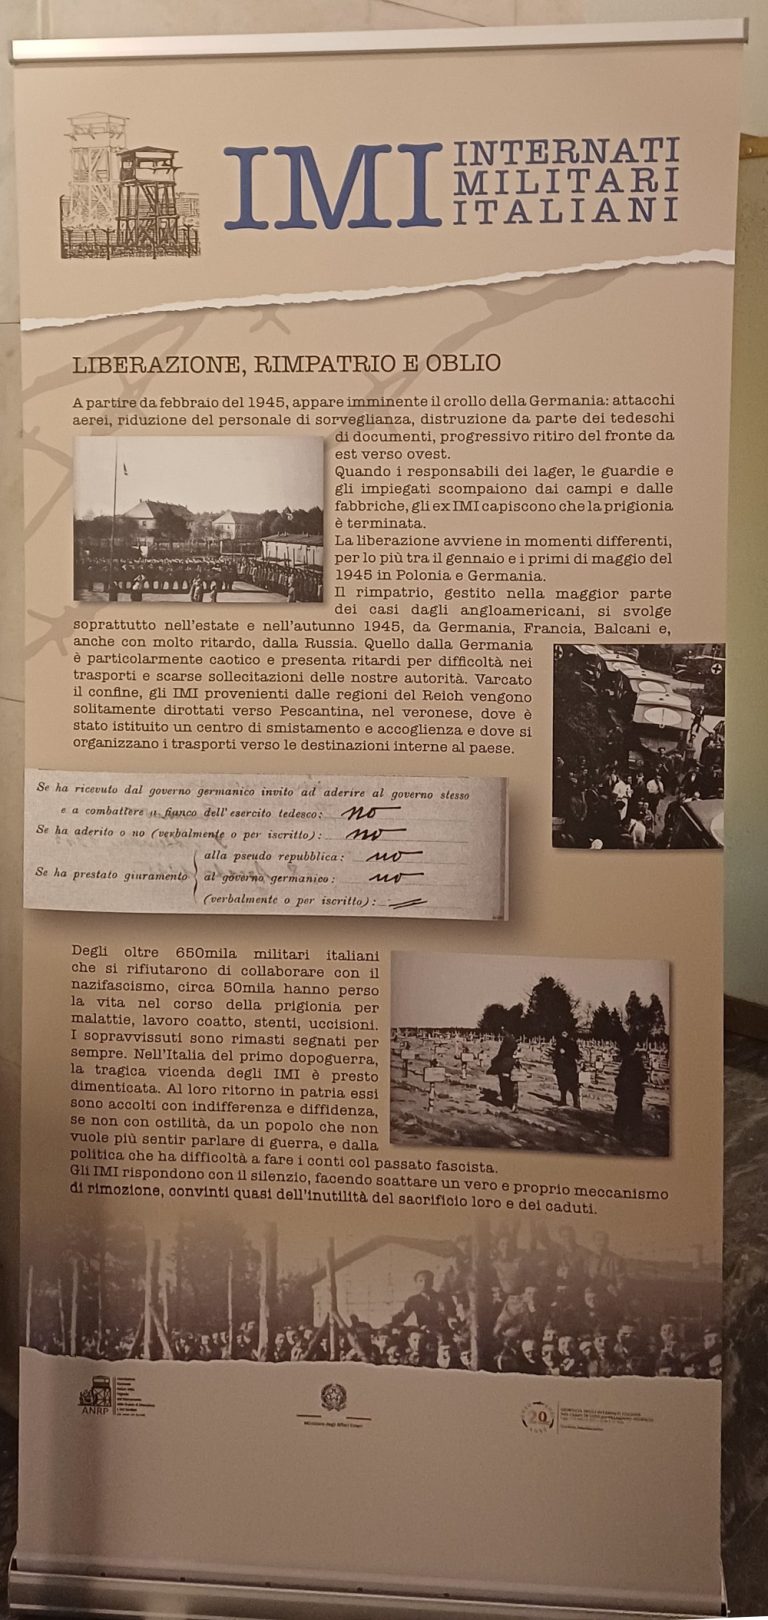 IMI
INTERNATI
MILITARI
ITALIANI
LIBERAZIONE, RIMPATRIO E OBLIO
A partire da febbraio del 1945, appare imminente il crollo della Germania: attacchi
aerei, riduzione del personale di sorveglianza, distruzione da parte dei tedeschi
di documenti, progressivo ritiro del fronte da
est verso ovest.
Quando i responsabili dei lager, le guardie e
gli impiegati scompaiono dai campi e dalle
fabbriche, gli ex IMI capiscono che la prigionia
è terminata.
La liberazione avviene in momenti differenti,
per lo più tra il gennaio e i primi di maggio del
1945 in Polonia e Germania.
Il rimpatrio, gestito nella maggior parte
dei casi dagli angloamericani, si svolge
soprattutto nell'estate e nell'autunno 1945, da Germania, Francia, Balcani e,
anche con molto ritardo, dalla Russia. Quello dalla Germania
è particolarmente caotico e presenta ritardi per difficoltà nei
trasporti e scarse sollecitazioni delle nostre autorità. Varcato
il confine, gli IMI provenienti dalle regioni del Reich vengono
solitamente dirottati verso Pescantina, nel veronese, dove è
stato istituito un centro di smistamento e accoglienza e dove si
organizzano i trasporti verso le destinazioni interne al paese.
Se ha ricevuto dal governo germanico invito ad aderire al governo stesso
e a combattere a fianco dell'esercito tedesco: no
Se ha aderito o no (verbalmente o per iscritto): no
alla pseudo repubblica: no
Se ha prestato giuramento al governo germanico: no
(verbalmente o per iscritto):
Degli oltre 650mila militari italiani
che si rifiutarono di collaborare con il
nazifascismo, circa 50mila hanno perso
la vita nel corso della prigionia per
malattie, lavoro coatto, stenti, uccisioni.
I sopravvissuti sono rimasti segnati per
sempre. Nell'Italia del primo dopoguerra,
la tragica vicenda degli IMI è presto
dimenticata. Al loro ritorno in patria essi
sono accolti con indifferenza e diffidenza,
se non con ostilità, da un popolo che non
vuole più sentir parlare di guerra, e dalla
politica che ha difficoltà a fare i conti col passato fascista.
Gli IMI rispondono con il silenzio, facendo scattare un vero e proprio meccanismo
di rimozione, convinti quasi dell'inutilità del sacrificio loro e dei caduti.
ANRP
Ministero degli Affari Esteri
20